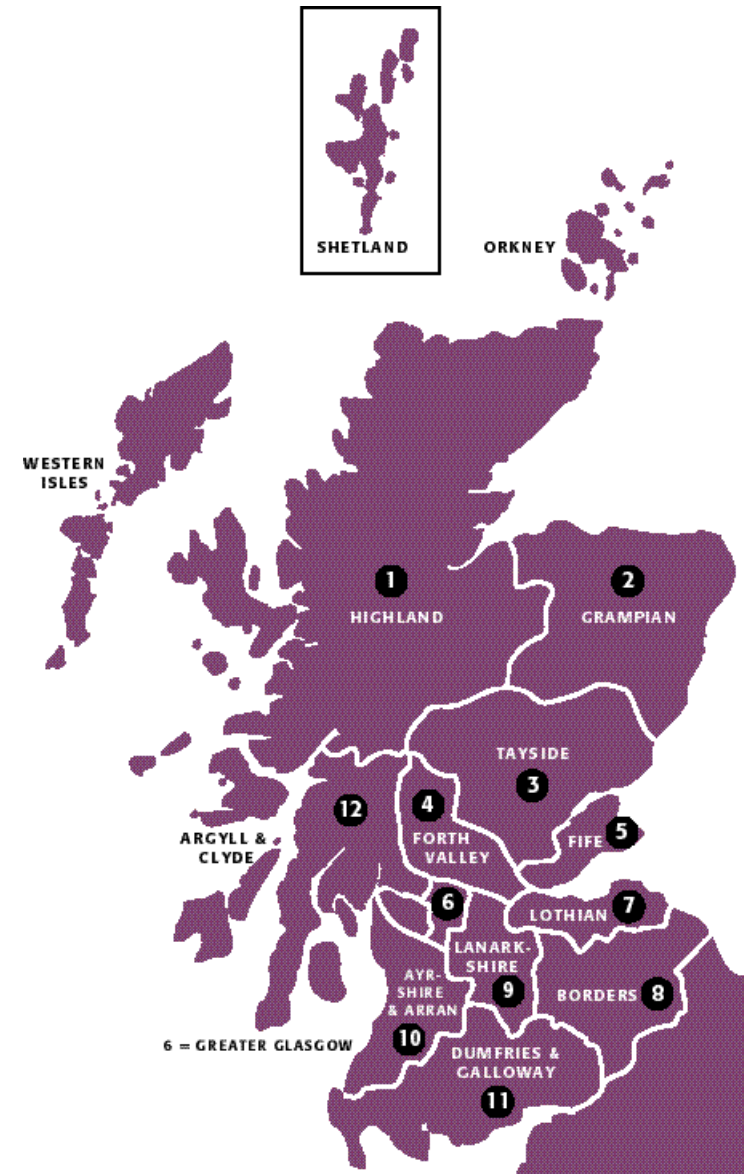 SHETLAND
ORKNEY
WESTERN
ISLES
1
HIGHLAND
2
GRAMPIAN
TAYSIDE
3
4
FORTH
VALLEY
5
FIFE
12
ARGYLL &
CLYDE
6
7
LOTHIAN
LANARK-
SHIRE
9
8
BORDERS
AYR-
SHIRE
& ARRAN
10
6 = GREATER GLASGOW
DUMFRIES &
GALLOWAY
11